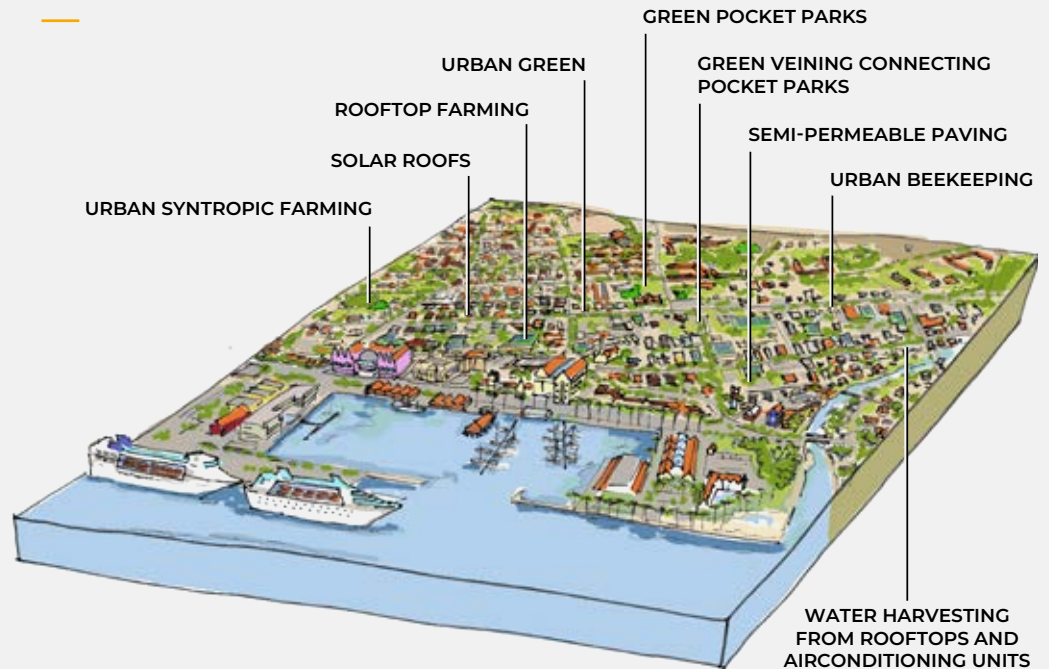 GREEN POCKET PARKS
URBAN GREEN
GREEN VEINING CONNECTING
POCKET PARKS
ROOFTOP FARMING
SEMI-PERMEABLE PAVING
SOLAR ROOFS
URBAN BEEKEEPING
URBAN SYNTROPIC FARMING
WATER HARVESTING
FROM ROOFTOPS AND
AIRCONDITIONING UNITS